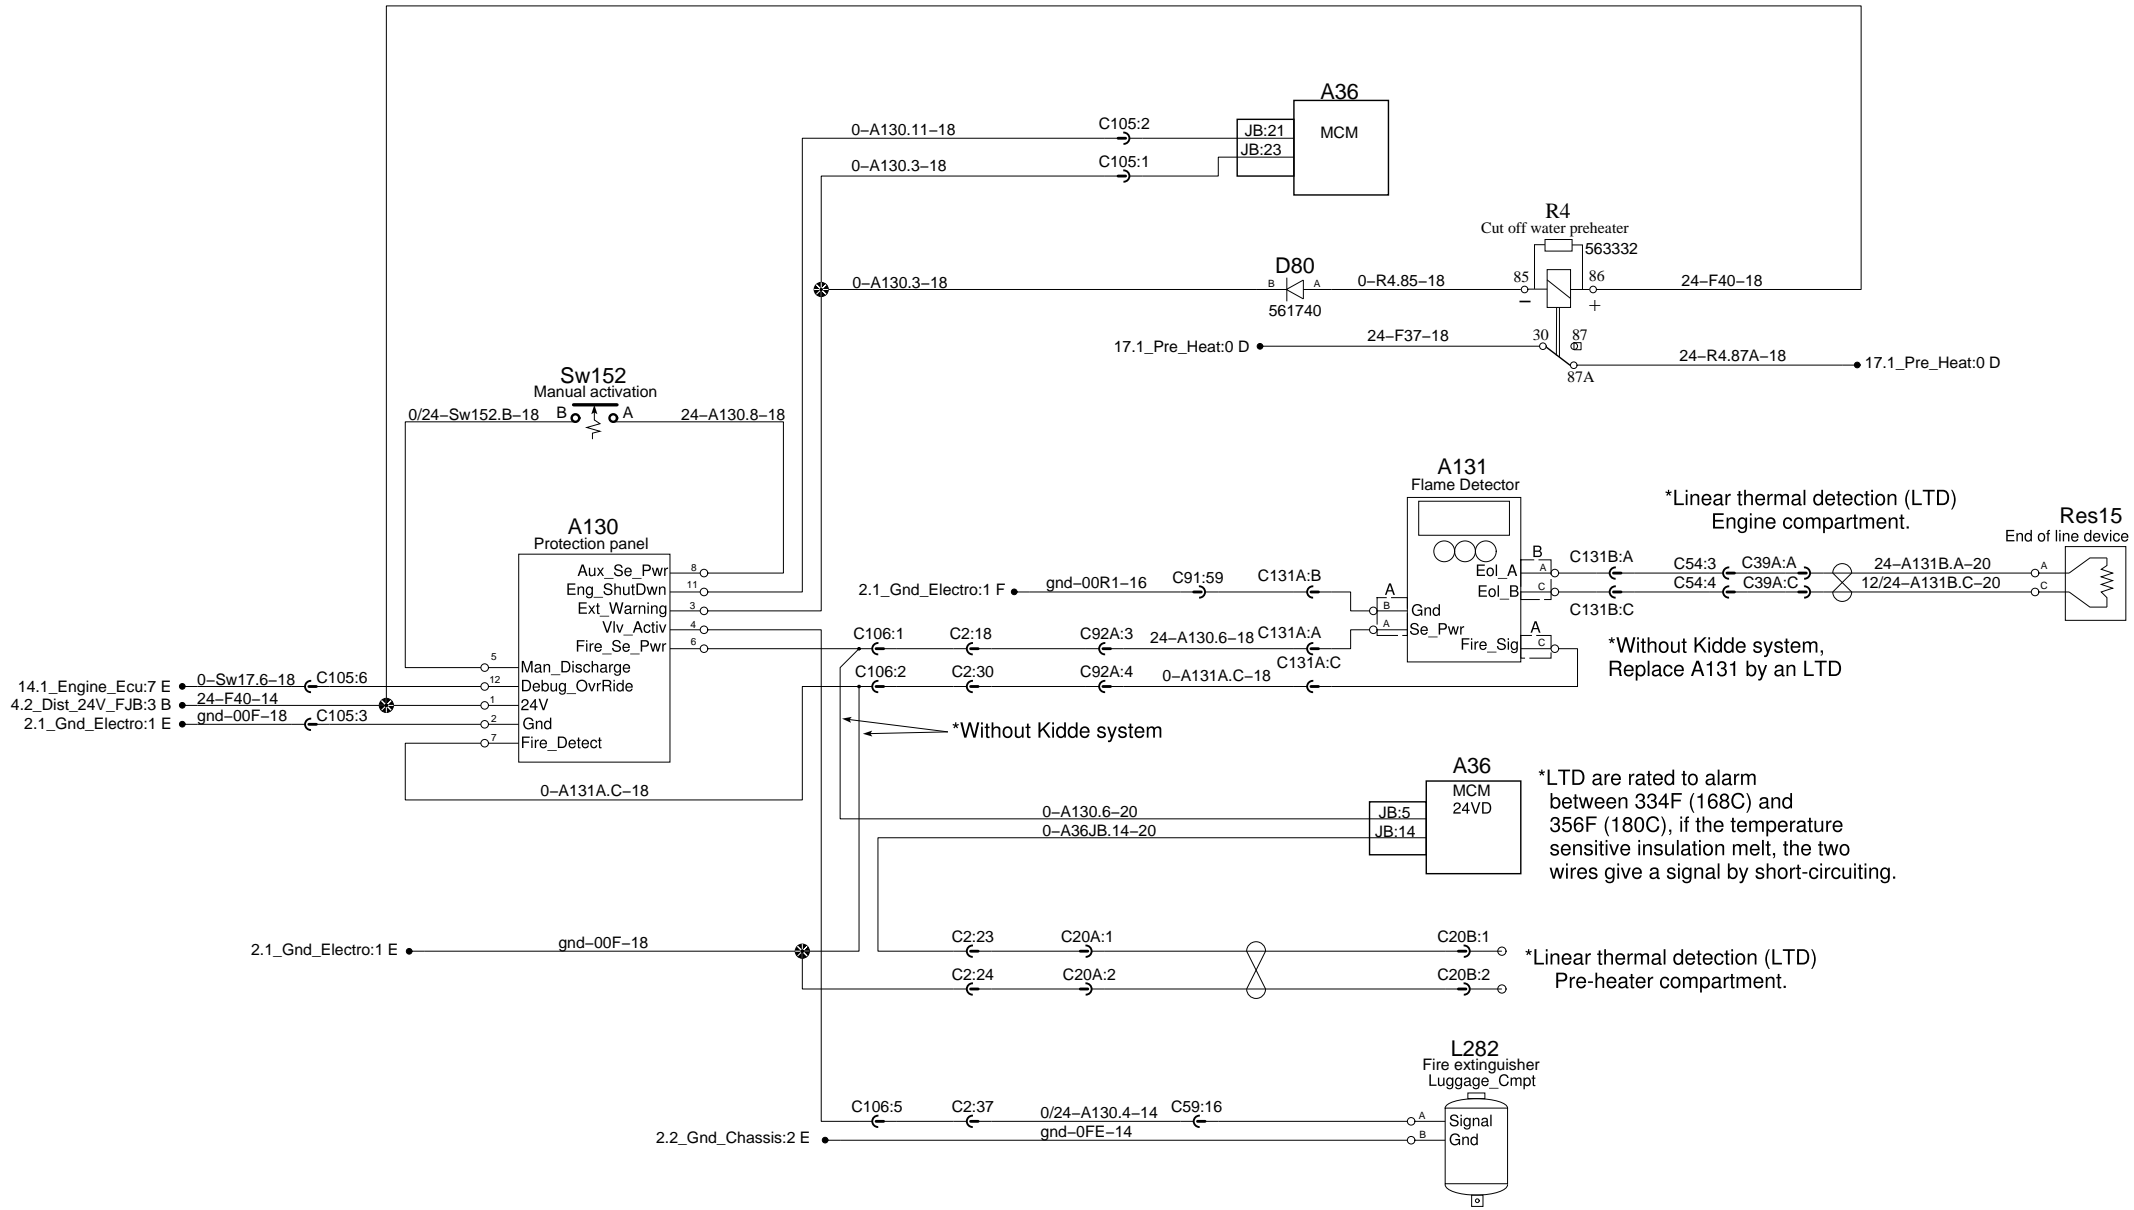 A36
MCM
JB:21
JB:23
0–A130.11–18
C105:2
0–A130.3–18
C105:1
R4
Cut off water preheater
563332
D80
B
A
561740
0–A130.3–18
0–R4.85–18
85
86
–
+
24–F40–18
17.1_Pre_Heat:0 D
24–F37–18
30
87
87A
24–R4.87A–18
17.1_Pre_Heat:0 D
Sw152
Manual activation
0/24–Sw152.B–18
B
A
24–A130.8–18
A130
Protection panel
Aux_Se_Pwr
8
Eng_ShutDwn
11
Ext_Warning
3
Vlv_Activ
4
Fire_Se_Pwr
6
5
Man_Discharge
12
Debug_OvrRide
1
24V
2
Gnd
7
Fire_Detect
14.1_Engine_Ecu:7 E
0–Sw17.6–18
C105:6
4.2_Dist_24V_FJB:3 B
24–F40–14
2.1_Gnd_Electro:1 E
gnd–00F–18
C105:3
0–A131A.C–18
A131
Flame Detector
2.1_Gnd_Electro:1 F
gnd–00R1–16
C91:59
C131A:B
A
B
Gnd
A
Se_Pwr
B
Eol_A
A
Eol_B
C
A
Fire_Sig
C
C106:1
C2:18
C92A:3
24–A130.6–18
C131A:A
C106:2
C2:30
C92A:4
0–A131A.C–18
C131A:C
*Linear thermal detection (LTD)
Engine compartment.
C131B:A
C54:3
C39A:A
24–A131B.A–20
C131B:C
C54:4
C39A:C
12/24–A131B.C–20
Res15
End of line device
A
C
*Without Kidde system,
Replace A131 by an LTD
*Without Kidde system
A36
MCM
24VD
JB:5
JB:14
0–A130.6–20
0–A36JB.14–20
*LTD are rated to alarm
between 334F (168C) and
356F (180C), if the temperature
sensitive insulation melt, the two
wires give a signal by short-circuiting.
2.1_Gnd_Electro:1 E
gnd–00F–18
C2:23
C20A:1
C20B:1
C2:24
C20A:2
C20B:2
*Linear thermal detection (LTD)
Pre-heater compartment.
L282
Fire extinguisher
Luggage_Cmpt
C106:5
C2:37
0/24–A130.4–14
C59:16
A
Signal
2.2_Gnd_Chassis:2 E
gnd–0FE–14
B
Gnd